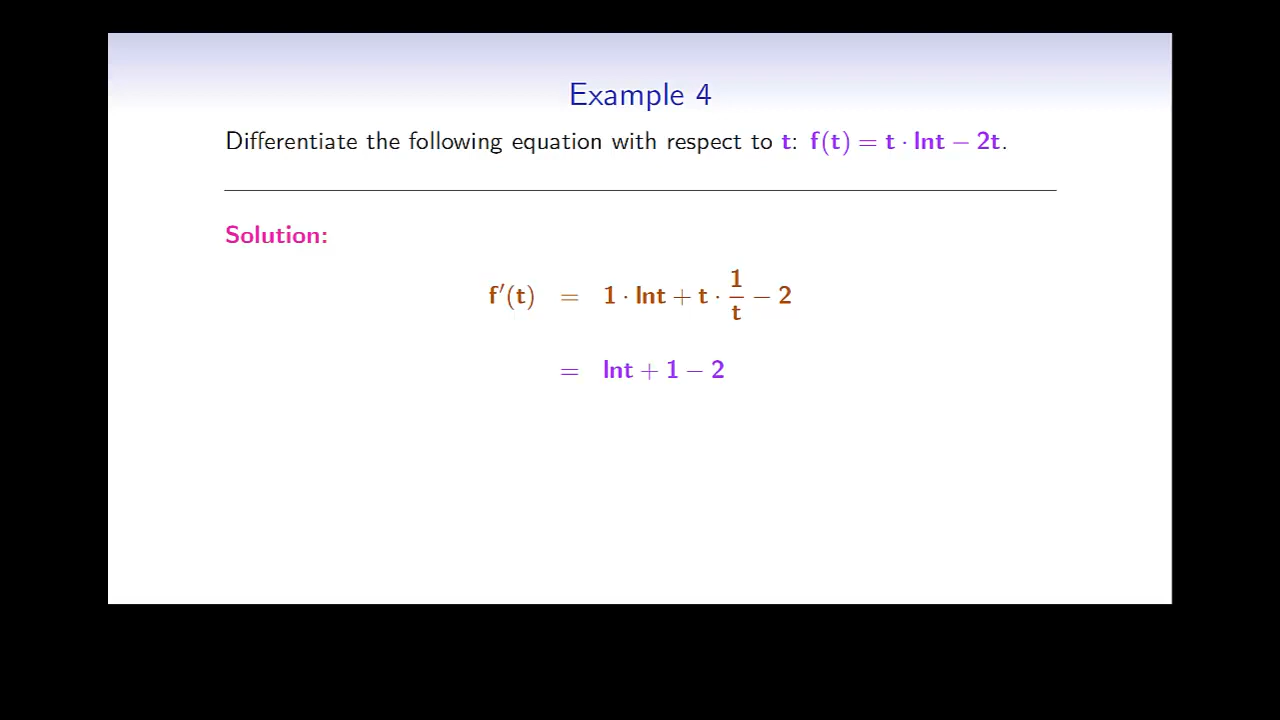 Example 4
Differentiate the following equation with respect to t: f(t) = t · lnt − 2t.
Solution:
f′(t) = 1 · lnt + t · 1/t − 2
= lnt + 1 − 2